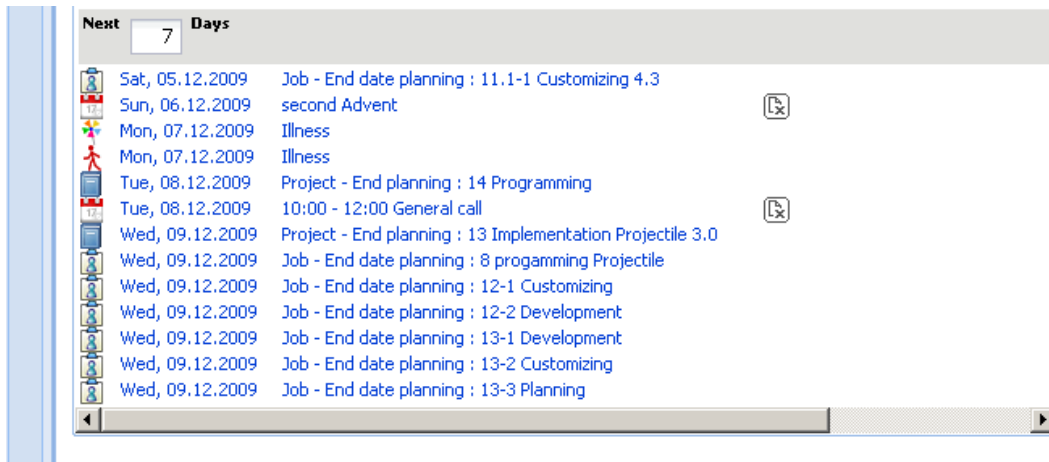 Next 7 Days
Sat, 05.12.2009 Job - End date planning : 11.1-1 Customizing 4.3
Sun, 06.12.2009 second Advent
Mon, 07.12.2009 Illness
Mon, 07.12.2009 Illness
Tue, 08.12.2009 Project - End planning : 14 Programming
Tue, 08.12.2009 10:00 - 12:00 General call
Wed, 09.12.2009 Project - End planning : 13 Implementation Projectile 3.0
Wed, 09.12.2009 Job - End date planning : 8 progamming Projectile
Wed, 09.12.2009 Job - End date planning : 12-1 Customizing
Wed, 09.12.2009 Job - End date planning : 12-2 Development
Wed, 09.12.2009 Job - End date planning : 13-1 Development
Wed, 09.12.2009 Job - End date planning : 13-2 Customizing
Wed, 09.12.2009 Job - End date planning : 13-3 Planning